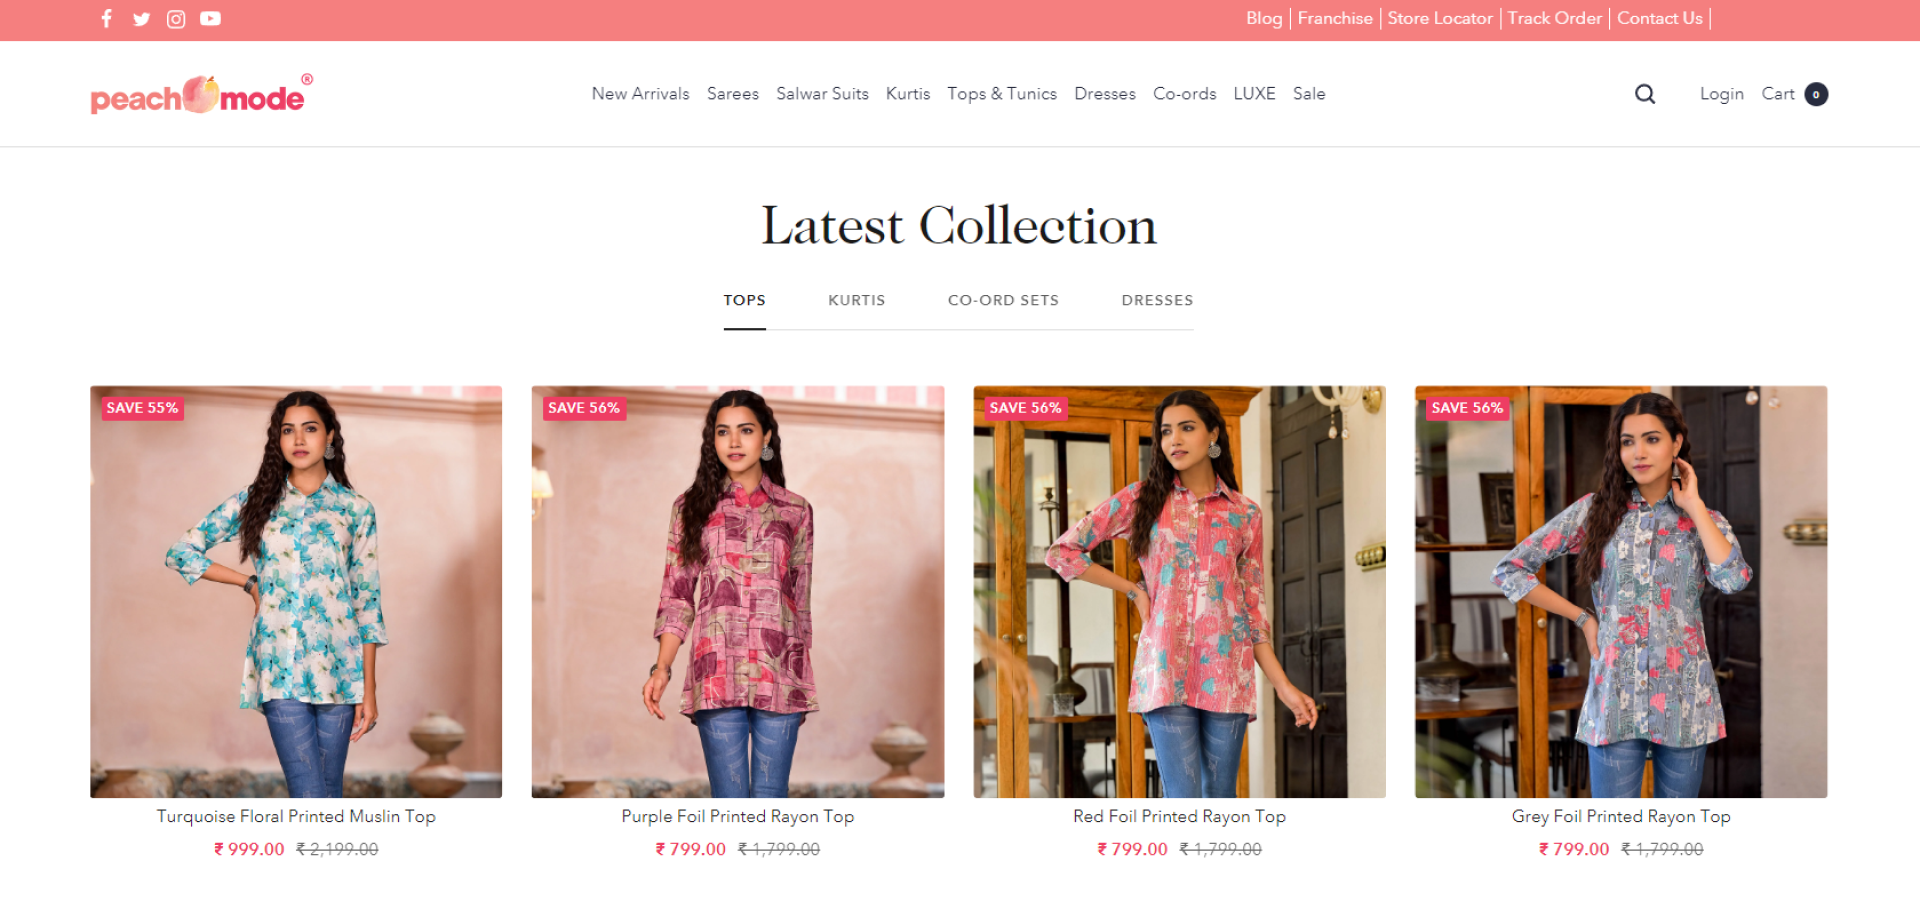 Blog | Franchise | Store Locator | Track Order | Contact Us |
peachmode®
New Arrivals Sarees Salwar Suits Kurtis Tops & Tunics Dresses Co-ords LUXE Sale
Login Cart 0
Latest Collection
TOPS KURTIS CO-ORD SETS DRESSES
SAVE 55% SAVE 56% SAVE 56% SAVE 56%
Turquoise Floral Printed Muslin Top
₹ 999.00 ₹ 2,199.00
Purple Foil Printed Rayon Top
₹ 799.00 ₹ 1,799.00
Red Foil Printed Rayon Top
₹ 799.00 ₹ 1,799.00
Grey Foil Printed Rayon Top
₹ 799.00 ₹ 1,799.00